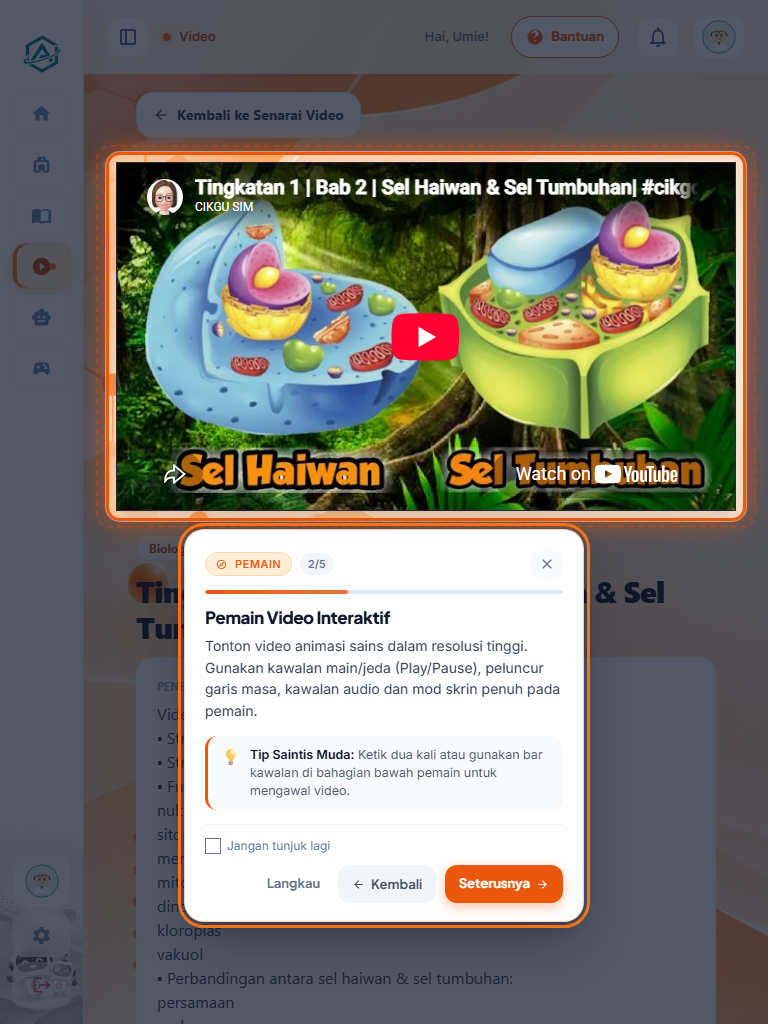 Video
Hai, Umie!
Bantuan
Kembali ke Senarai Video
Tingkatan 1 | Bab 2 | Sel Haiwan & Sel Tumbuhan| #cikg
CIKGU SIM
Sel Haiwan
Sel Tumbuhan
Watch on YouTube
PEMAIN
2/5
Pemain Video Interaktif
Tonton video animasi sains dalam resolusi tinggi.
Gunakan kawalan main/jeda (Play/Pause), peluncur
garis masa, kawalan audio dan mod skrin penuh pada
pemain.
Tip Saintis Muda: Ketik dua kali atau gunakan bar
kawalan di bahagian bawah pemain untuk
mengawal video.
Jangan tunjuk lagi
Langkau
Kembali
Seterusnya
& Sel
kloroplas
vakuol
▪ Perbandingan antara sel haiwan & sel tumbuhan:
persamaan